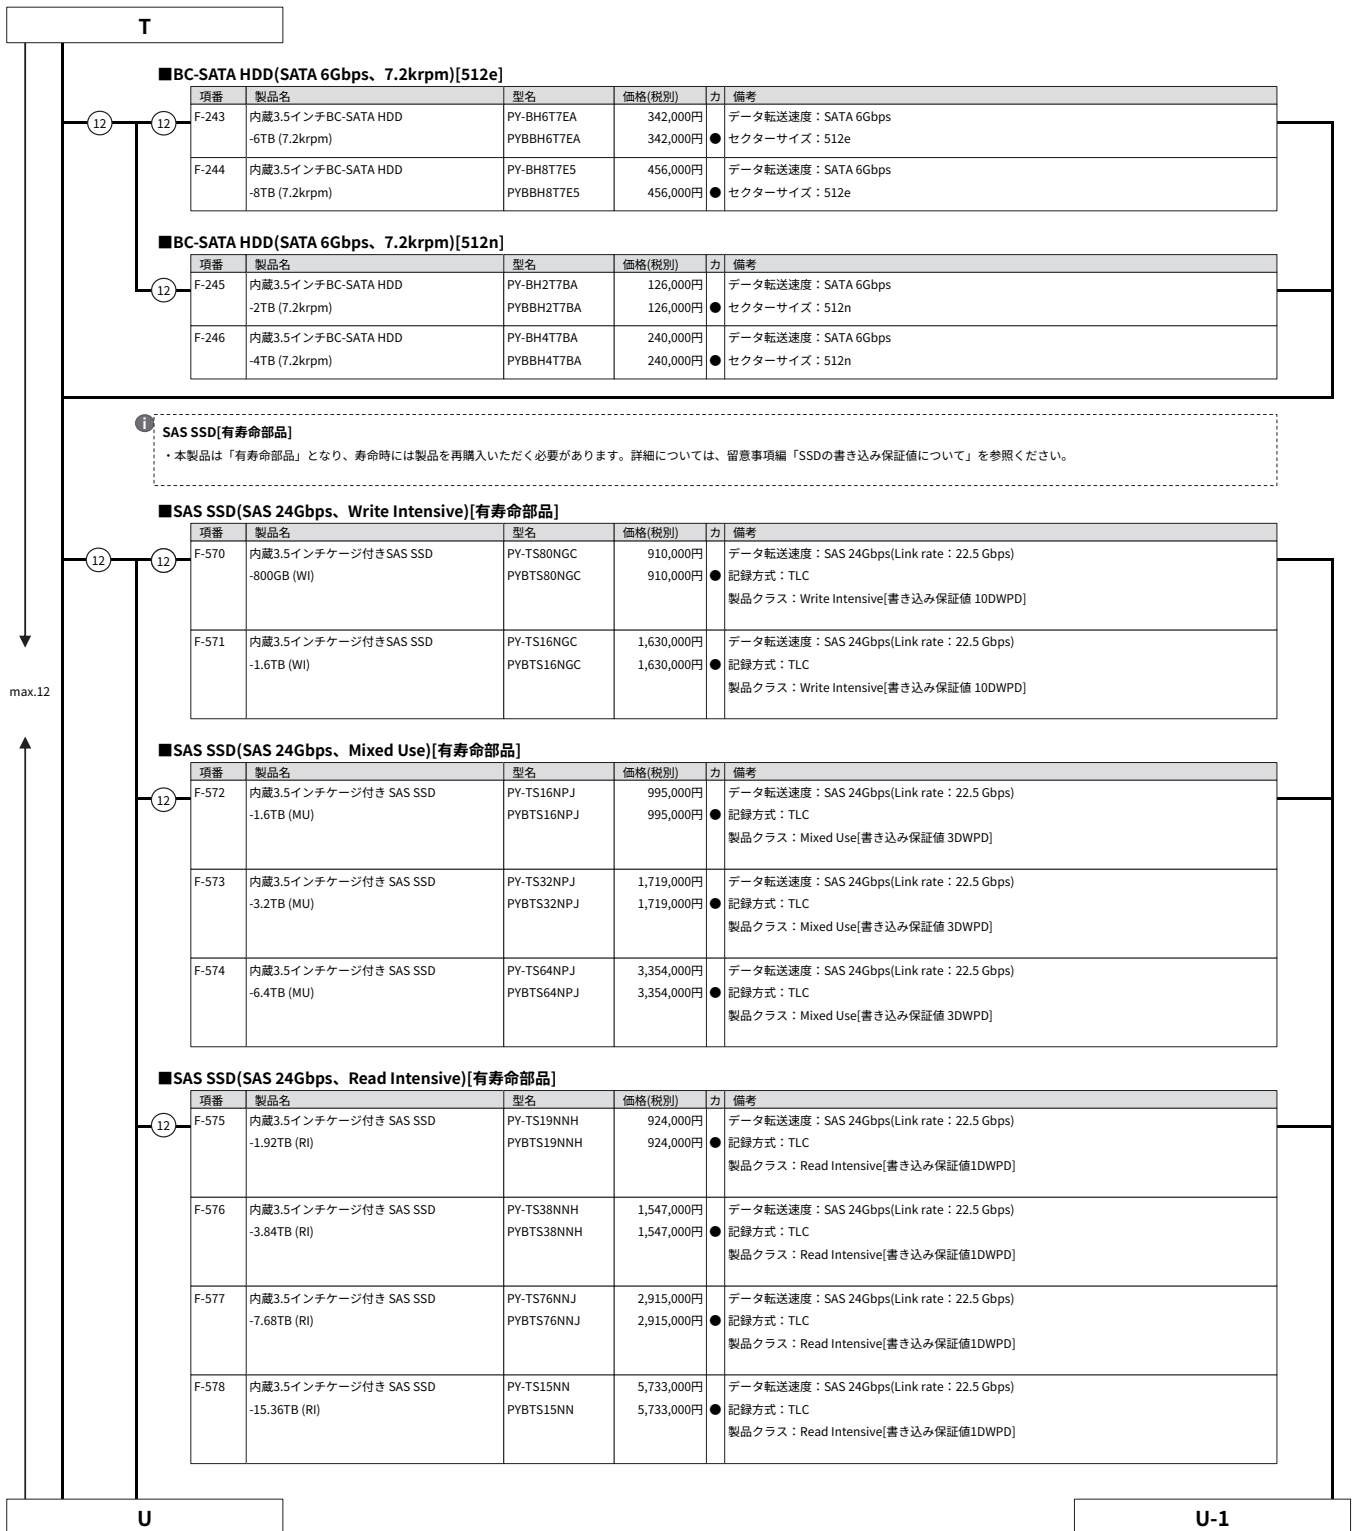 T
■BC-SATA HDD(SATA 6Gbps、7.2krpm)[512e]
項番 製品名 型名 価格(税別) カ 備考
12 12 F-243 内蔵3.5インチBC-SATA HDD PY-BH6T7EA 342,000円 データ転送速度：SATA 6Gbps
-6TB (7.2krpm) PYBBH6T7EA 342,000円 ● セクターサイズ：512e
F-244 内蔵3.5インチBC-SATA HDD PY-BH8T7E5 456,000円 データ転送速度：SATA 6Gbps
-8TB (7.2krpm) PYBBH8T7E5 456,000円 ● セクターサイズ：512e
■BC-SATA HDD(SATA 6Gbps、7.2krpm)[512n]
項番 製品名 型名 価格(税別) カ 備考
12 F-245 内蔵3.5インチBC-SATA HDD PY-BH2T7BA 126,000円 データ転送速度：SATA 6Gbps
-2TB (7.2krpm) PYBBH2T7BA 126,000円 ● セクターサイズ：512n
F-246 内蔵3.5インチBC-SATA HDD PY-BH4T7BA 240,000円 データ転送速度：SATA 6Gbps
-4TB (7.2krpm) PYBBH4T7BA 240,000円 ● セクターサイズ：512n
i
SAS SSD[有寿命部品]
・本製品は「有寿命部品」となり、寿命時には製品を再購入いただく必要があります。詳細については、留意事項編「SSDの書き込み保証値について」を参照ください。
■SAS SSD(SAS 24Gbps、Write Intensive)[有寿命部品]
項番 製品名 型名 価格(税別) カ 備考
12 12 F-570 内蔵3.5インチケージ付きSAS SSD PY-TS80NGC 910,000円 データ転送速度：SAS 24Gbps(Link rate：22.5 Gbps)
-800GB (WI) PYBTS80NGC 910,000円 ● 記録方式：TLC
製品クラス：Write Intensive[書き込み保証値 10DWPD]
F-571 内蔵3.5インチケージ付きSAS SSD PY-TS16NGC 1,630,000円 データ転送速度：SAS 24Gbps(Link rate：22.5 Gbps)
-1.6TB (WI) PYBTS16NGC 1,630,000円 ● 記録方式：TLC
製品クラス：Write Intensive[書き込み保証値 10DWPD]
max.12
■SAS SSD(SAS 24Gbps、Mixed Use)[有寿命部品]
項番 製品名 型名 価格(税別) カ 備考
12 F-572 内蔵3.5インチケージ付き SAS SSD PY-TS16NPJ 995,000円 データ転送速度：SAS 24Gbps(Link rate：22.5 Gbps)
-1.6TB (MU) PYBTS16NPJ 995,000円 ● 記録方式：TLC
製品クラス：Mixed Use[書き込み保証値 3DWPD]
F-573 内蔵3.5インチケージ付き SAS SSD PY-TS32NPJ 1,719,000円 データ転送速度：SAS 24Gbps(Link rate：22.5 Gbps)
-3.2TB (MU) PYBTS32NPJ 1,719,000円 ● 記録方式：TLC
製品クラス：Mixed Use[書き込み保証値 3DWPD]
F-574 内蔵3.5インチケージ付き SAS SSD PY-TS64NPJ 3,354,000円 データ転送速度：SAS 24Gbps(Link rate：22.5 Gbps)
-6.4TB (MU) PYBTS64NPJ 3,354,000円 ● 記録方式：TLC
製品クラス：Mixed Use[書き込み保証値 3DWPD]
■SAS SSD(SAS 24Gbps、Read Intensive)[有寿命部品]
項番 製品名 型名 価格(税別) カ 備考
12 F-575 内蔵3.5インチケージ付き SAS SSD PY-TS19NNH 924,000円 データ転送速度：SAS 24Gbps(Link rate：22.5 Gbps)
-1.92TB (RI) PYBTS19NNH 924,000円 ● 記録方式：TLC
製品クラス：Read Intensive[書き込み保証値1DWPD]
F-576 内蔵3.5インチケージ付き SAS SSD PY-TS38NNH 1,547,000円 データ転送速度：SAS 24Gbps(Link rate：22.5 Gbps)
-3.84TB (RI) PYBTS38NNH 1,547,000円 ● 記録方式：TLC
製品クラス：Read Intensive[書き込み保証値1DWPD]
F-577 内蔵3.5インチケージ付き SAS SSD PY-TS76NNJ 2,915,000円 データ転送速度：SAS 24Gbps(Link rate：22.5 Gbps)
-7.68TB (RI) PYBTS76NNJ 2,915,000円 ● 記録方式：TLC
製品クラス：Read Intensive[書き込み保証値1DWPD]
F-578 内蔵3.5インチケージ付き SAS SSD PY-TS15NN 5,733,000円 データ転送速度：SAS 24Gbps(Link rate：22.5 Gbps)
-15.36TB (RI) PYBTS15NN 5,733,000円 ● 記録方式：TLC
製品クラス：Read Intensive[書き込み保証値1DWPD]
U U-1